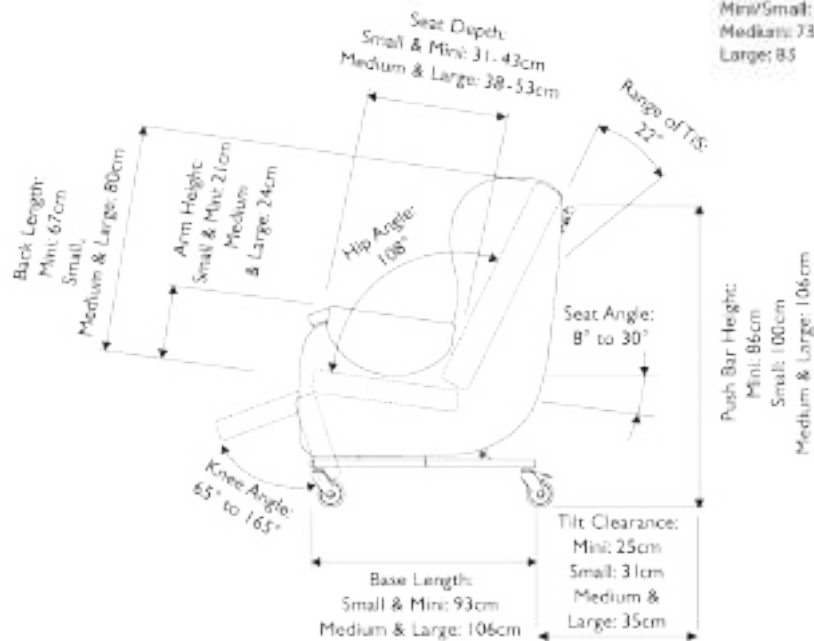 Seat Depth:
Small & Mini: 31-43cm
Medium & Large: 38-53cm
Mini/Small:
Medium: 73
Large: 85
Range of TiS:
22°
Back Length:
Mini: 67cm
Small,
Medium & Large: 80cm
Arm Height:
Small & Mini: 21cm
Medium
& Large: 24cm
Hip Angle:
108°
Seat Angle:
8° to 30°
Push Bar Height:
Mini: 86cm
Small: 100cm
Medium & Large: 106cm
Knee Angle:
65° to 165°
Base Length:
Small & Mini: 93cm
Medium & Large: 106cm
Tilt Clearance:
Mini: 25cm
Small: 31cm
Medium &
Large: 35cm